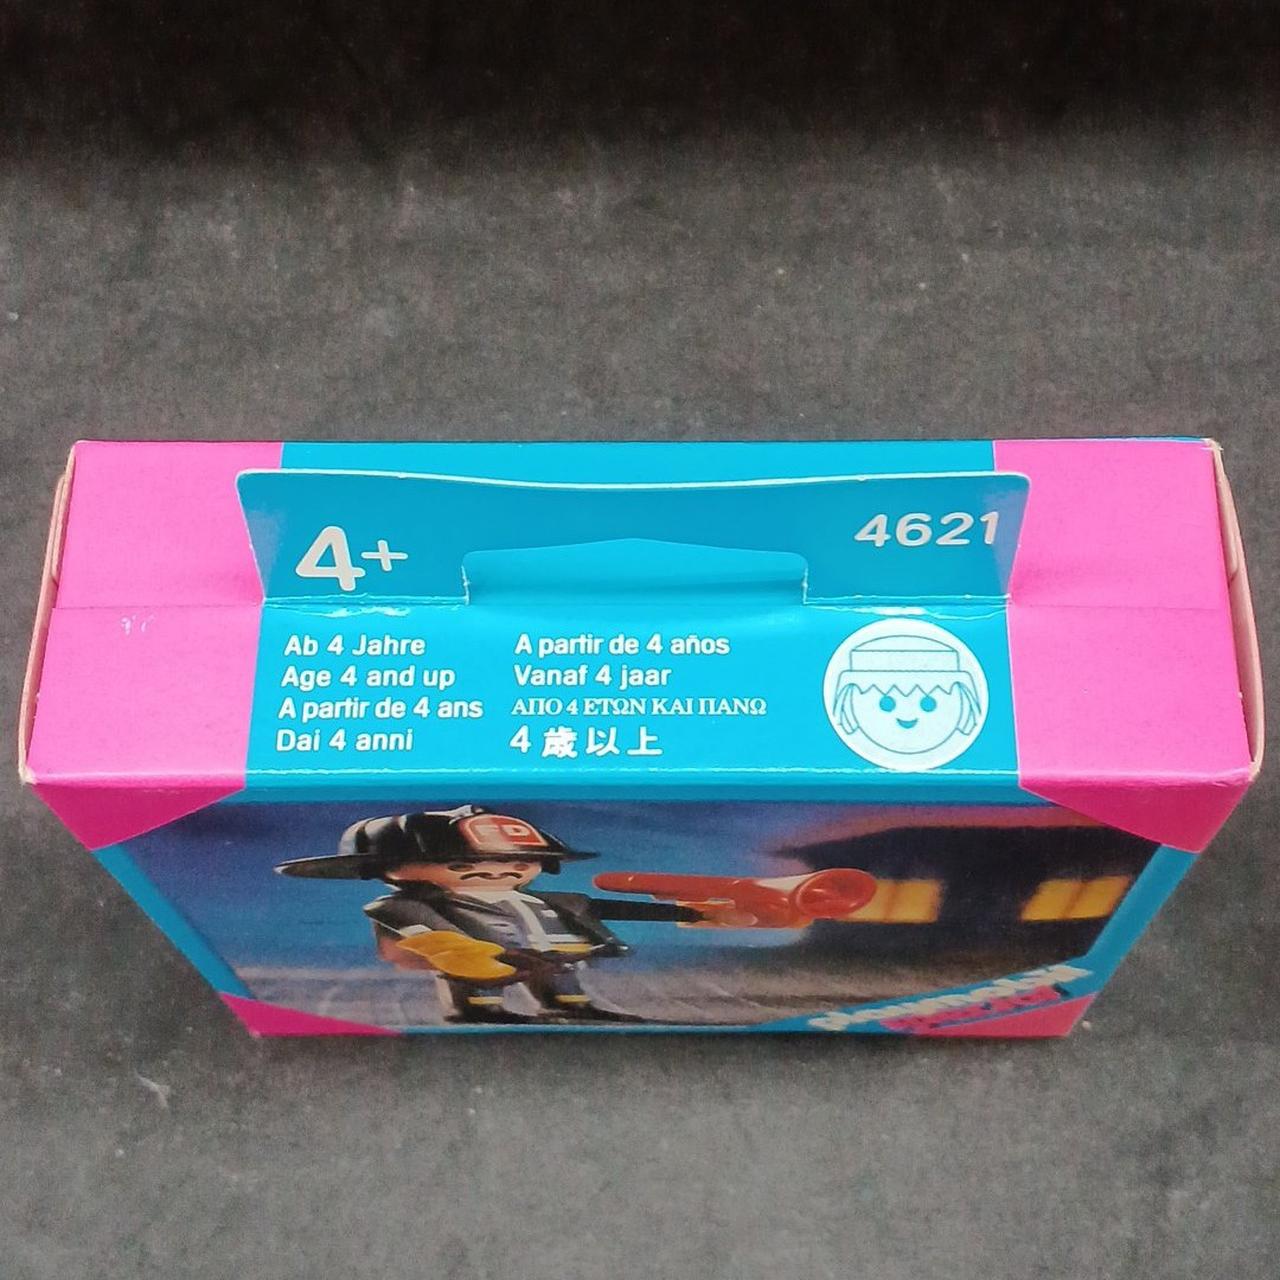 4+
4621
Ab 4 Jahre
Age 4 and up
A partir de 4 ans
Dai 4 anni
A partir de 4 años
Vanaf 4 jaar
ΑΠΟ 4 ΕΤΩΝ ΚΑΙ ΠΑΝΩ
4 歳以上
FD
playmobil